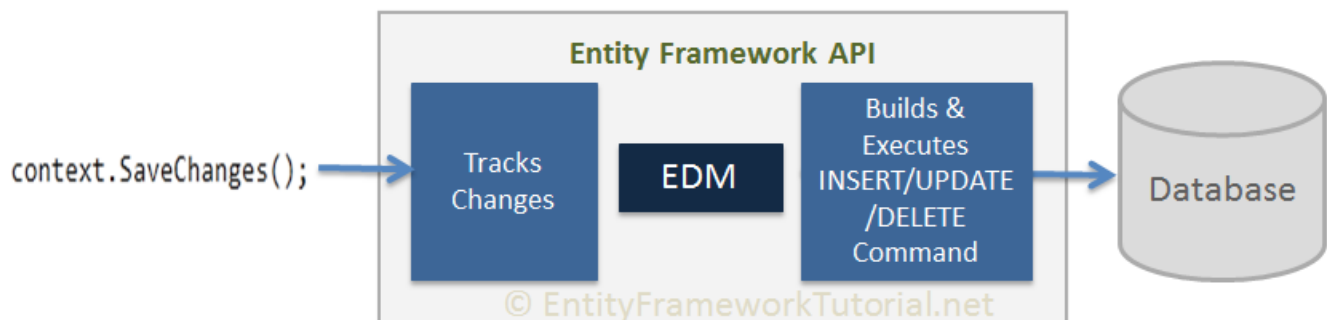 Entity Framework API
context.SaveChanges();
Tracks
Changes
EDM
Builds &
Executes
INSERT/UPDATE
/DELETE
Command
Database
© EntityFrameworkTutorial.net